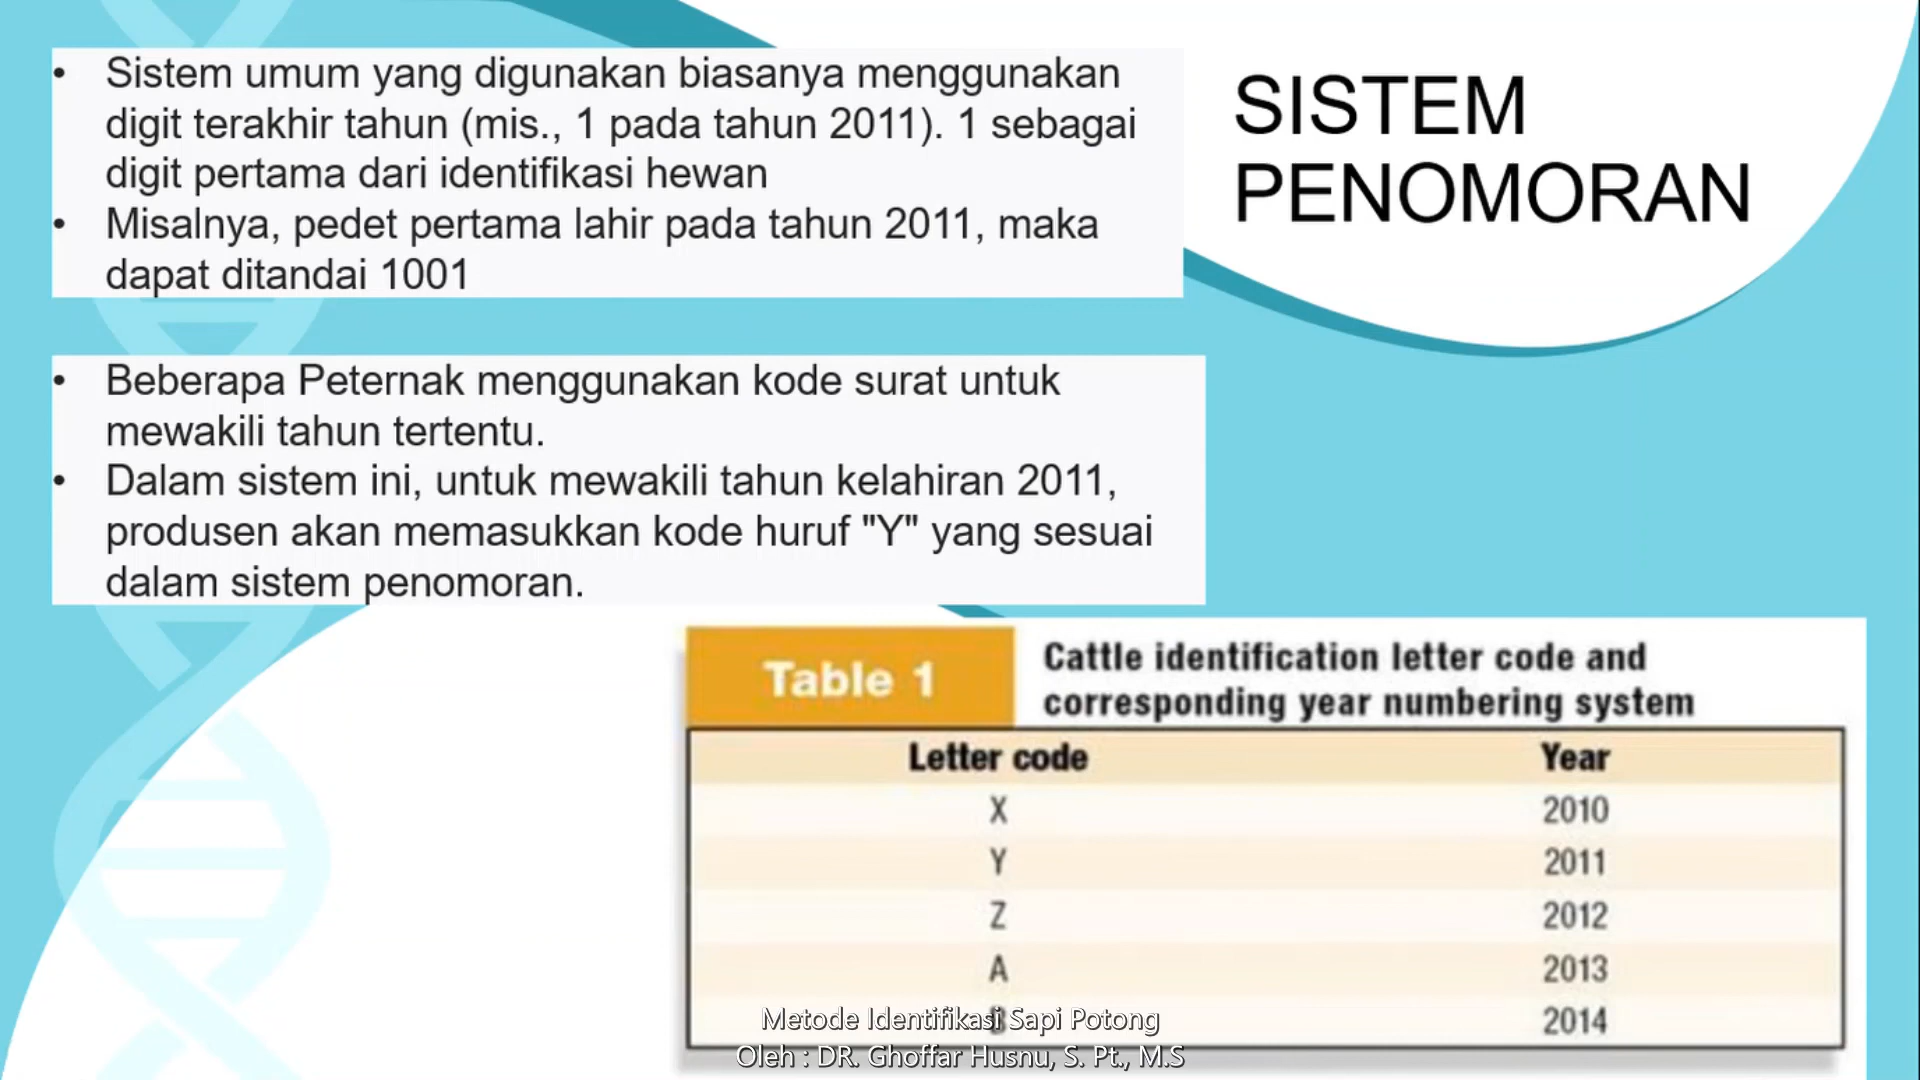 SISTEM
PENOMORAN
• Sistem umum yang digunakan biasanya menggunakan
digit terakhir tahun (mis., 1 pada tahun 2011). 1 sebagai
digit pertama dari identifikasi hewan
• Misalnya, pedet pertama lahir pada tahun 2011, maka
dapat ditandai 1001
• Beberapa Peternak menggunakan kode surat untuk
mewakili tahun tertentu.
• Dalam sistem ini, untuk mewakili tahun kelahiran 2011,
produsen akan memasukkan kode huruf "Y" yang sesuai
dalam sistem penomoran.
Table 1
Cattle identification letter code and
corresponding year numbering system
Letter code Year
X 2010
Y 2011
Z 2012
A 2013
2014
Metode Identifikasi Sapi Potong
Oleh : DR. Ghoffar Husnu, S. Pt., M.S